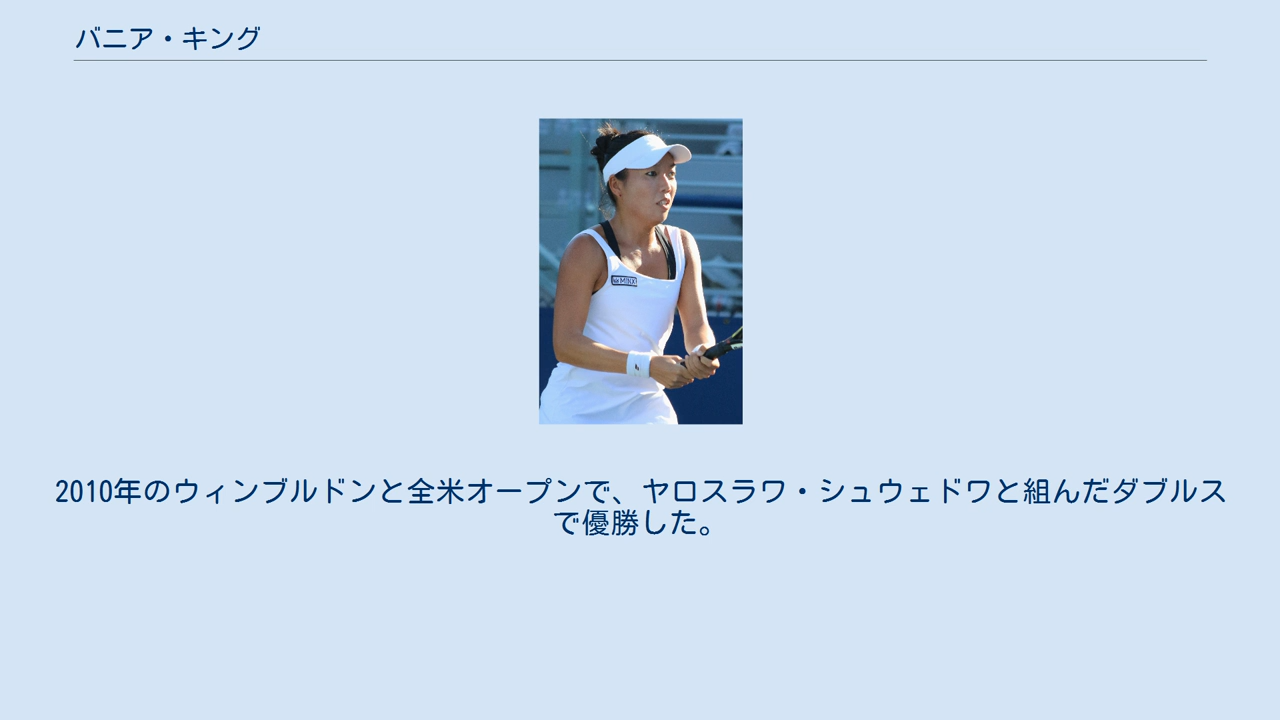 バニア・キング
2010年のウィンブルドンと全米オープンで、ヤロスラワ・シュウェドワと組んだダブルス
で優勝した。